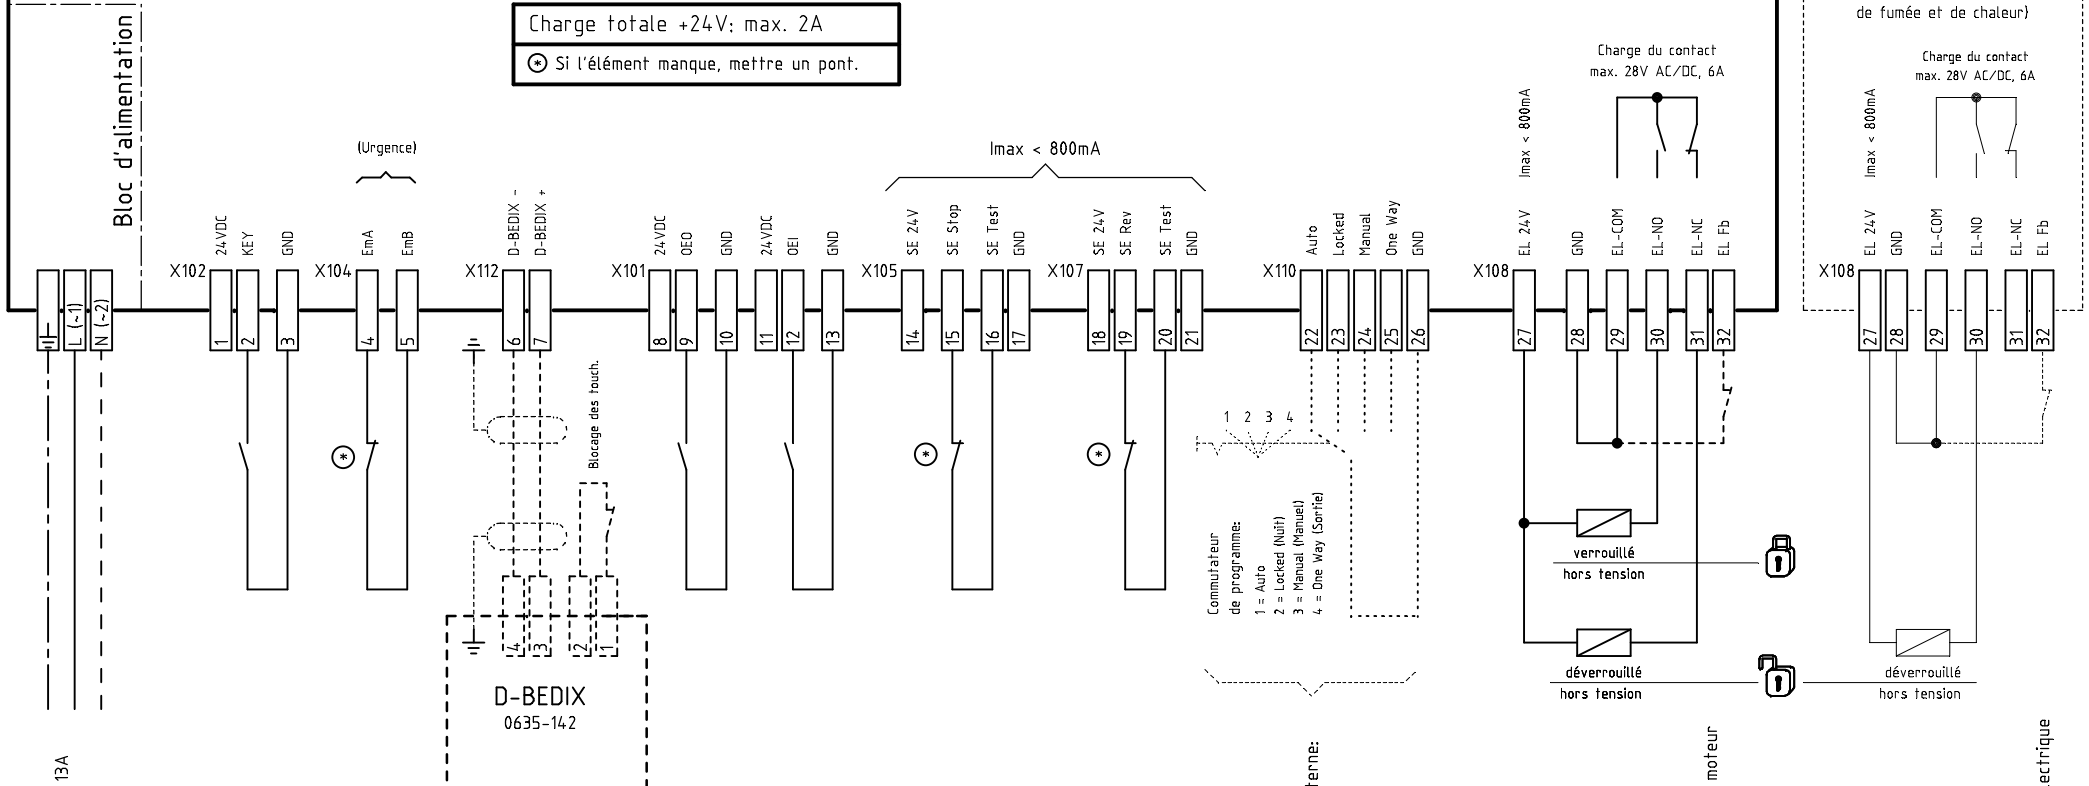 Charge totale +24V: max. 2A
* Si l'élément manque, mettre un pont.
de fumée et de chaleur)
Bloc d'alimentation
(Urgence)
Imax < 800mA
Charge du contact
max. 28V AC/DC, 6A
Imax < 800mA
Charge du contact
max. 28V AC/DC, 6A
Imax < 800mA
L (~1)
N (~2)
X102
24VDC
KEY
GND
1
2
3
X104
EmA
EmB
4
5
X112
D-BEDIX -
D-BEDIX +
6
7
X101
24VDC
OEO
GND
24VDC
OEI
GND
8
9
10
11
12
13
X105
SE 24V
SE Stop
SE Test
GND
14
15
16
17
X107
SE 24V
SE Rev
SE Test
GND
18
19
20
21
X110
Auto
Locked
Manual
One Way
GND
22
23
24
25
26
X108
EL 24V
GND
EL-COM
EL-NO
EL-NC
EL Fb
27
28
29
30
31
32
X108
EL 24V
GND
EL-COM
EL-NO
EL-NC
EL Fb
27
28
29
30
31
32
Blocage des touch.
*
*
*
1 2 3 4
Commutateur
de programme:
1 = Auto
2 = Locked (Nuit)
3 = Manual (Manuel)
4 = One Way (Sortie)
verrouillé
hors tension
déverrouillé
hors tension
déverrouillé
hors tension
4
3
2
1
D-BEDIX
0635-142
13A
terne:
moteur
ectrique